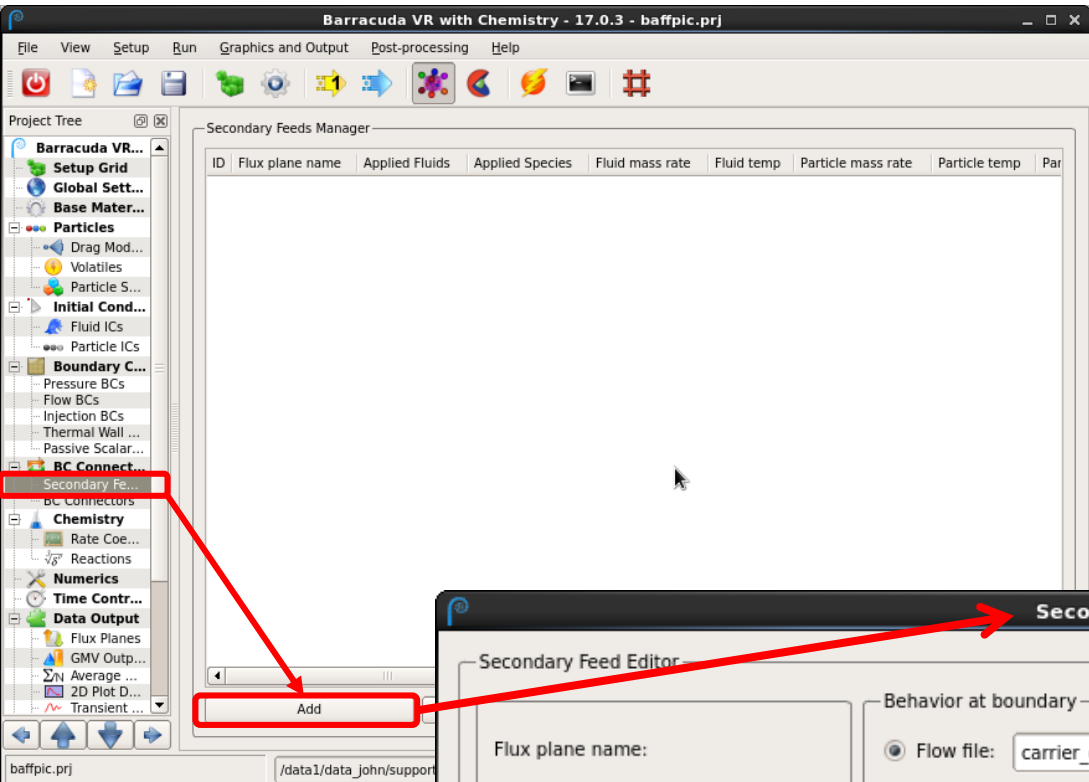 Barracuda VR with Chemistry - 17.0.3 - baffpic.prj
File View Setup Run Graphics and Output Post-processing Help
Project Tree
Barracuda VR...
Setup Grid
Global Sett...
Base Mater...
Particles
Drag Mod...
Volatiles
Particle S...
Initial Cond...
Fluid ICs
Particle ICs
Boundary C...
Pressure BCs
Flow BCs
Injection BCs
Thermal Wall ...
Passive Scalar...
BC Connect...
Secondary Fe...
BC Connectors
Chemistry
Rate Coe...
Reactions
Numerics
Time Contr...
Data Output
Flux Planes
GMV Outp...
Average ...
2D Plot D...
Transient ...
baffpic.prj
Secondary Feeds Manager
ID Flux plane name Applied Fluids Applied Species Fluid mass rate Fluid temp Particle mass rate Particle temp Par
Add
/data1/data_john/support
Seco
Secondary Feed Editor
Flux plane name:
Behavior at boundary
Flow file: carrier_